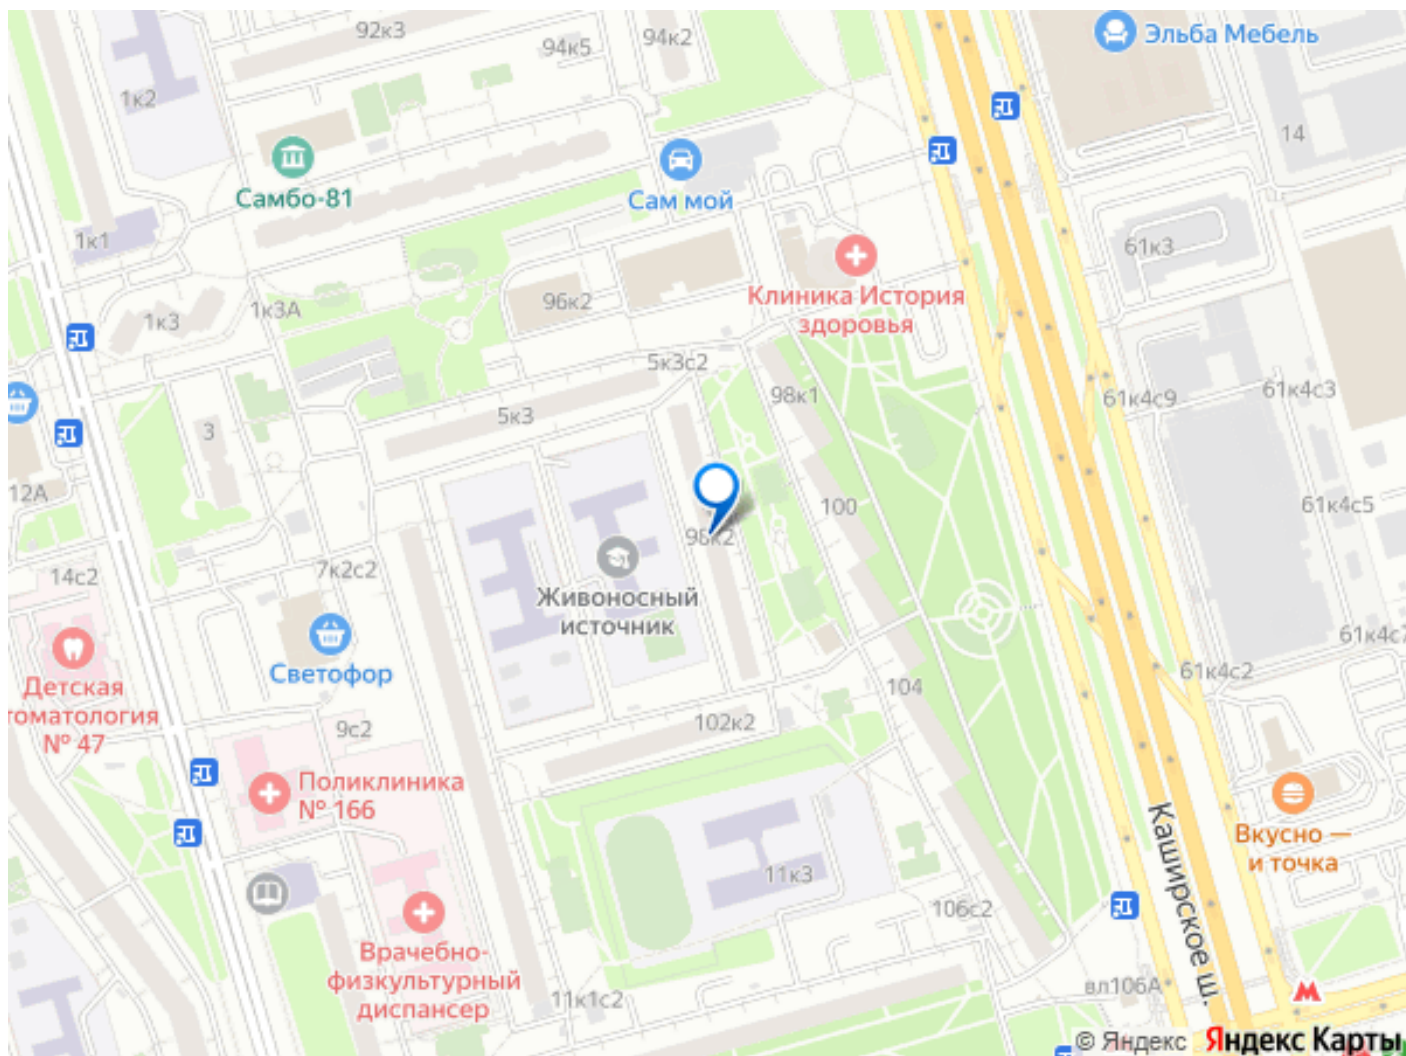 92к3
94к5
94к2
Эльба Мебель
1к2
14
Самбо-81
Сам мой
1к1
61к3
Клиника История
здоровья
96к2
1к3А
1к3
5к3с2
98к1
61к4с9
61к4с3
5к3
3
12А
100
61к4с5
98к2
14с2
7к2с2
Живоносный
источник
61к4с7
Светофор
61к4с2
Детская
томатология
№ 47
104
9с2
102к2
Поликлиника
№ 166
Вкусно —
и точка
Каширское ш.
11к3
106с2
Врачебно-
физкультурный
диспансер
11к1с2
вл106А
© Яндекс Яндекс Карты